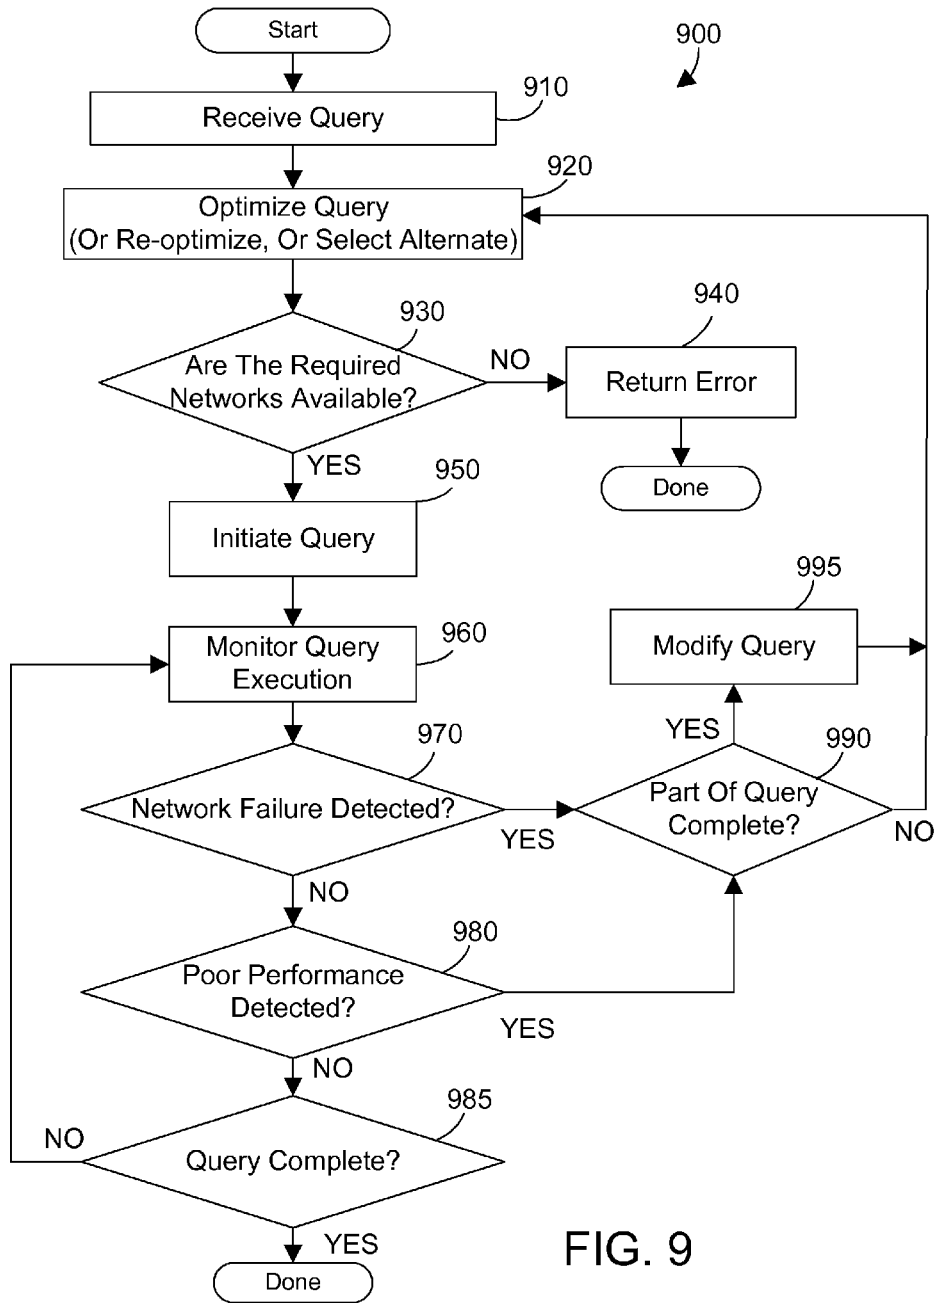 Start
900
910
Receive Query
920
Optimize Query
(Or Re-optimize, Or Select Alternate)
930
940
Are The Required
Networks Available?
NO
Return Error
YES
Done
950
Initiate Query
995
960
Monitor Query
Execution
Modify Query
YES
970
990
Network Failure Detected?
YES
Part Of Query
Complete?
NO
NO
980
Poor Performance
Detected?
YES
NO
985
NO
Query Complete?
YES
Done
FIG. 9